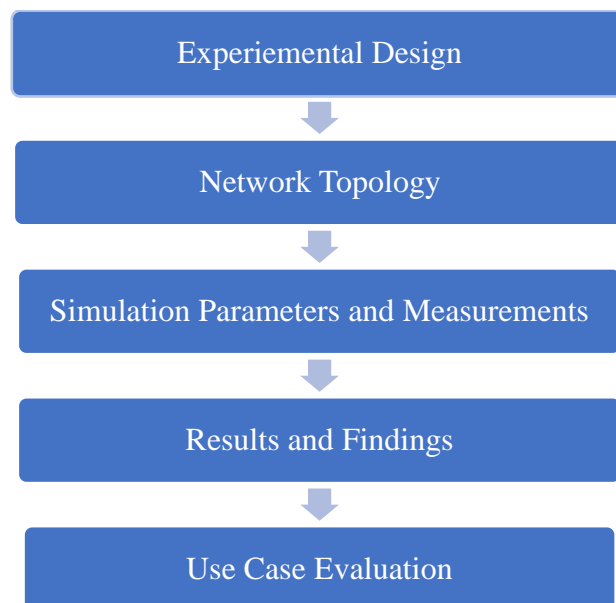 Experiemental Design
Network Topology
Simulation Parameters and Measurements
Results and Findings
Use Case Evaluation